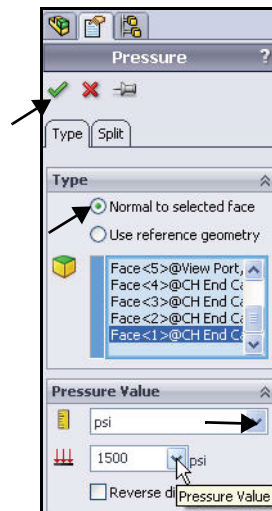 Pressure ?
Type Split
Type
Normal to selected face
Use reference geometry
Face<5>@View Port,
Face<4>@CH End Ca
Face<3>@CH End Ca
Face<2>@CH End Ca
Face<1>@CH End Ca
Pressure Value
psi
1500 psi
Reverse di
Pressure Value